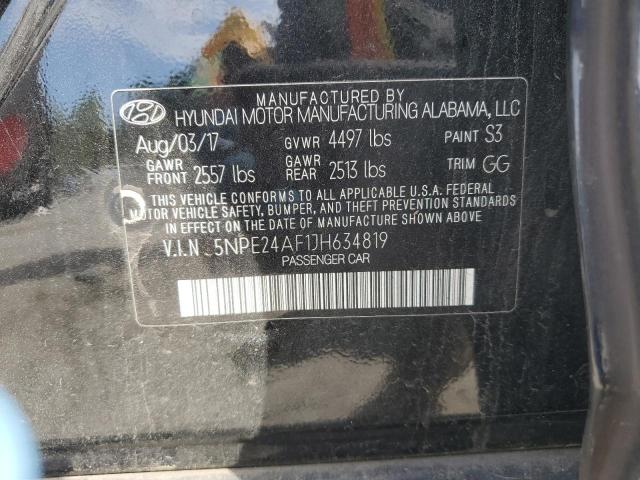 MANUFACTURED BY
HYUNDAI MOTOR MANUFACTURING ALABAMA, LLC
Aug/03/17 GVWR 4497 lbs PAINT S3
GAWR FRONT 2557 lbs GAWR REAR 2513 lbs TRIM GG
THIS VEHICLE CONFORMS TO ALL APPLICABLE U.S.A. FEDERAL
MOTOR VEHICLE SAFETY, BUMPER, AND THEFT PREVENTION STANDARDS
IN EFFECT ON THE DATE OF MANUFACTURE SHOWN ABOVE.
V.I.N 5NPE24AF1JH634819
PASSENGER CAR